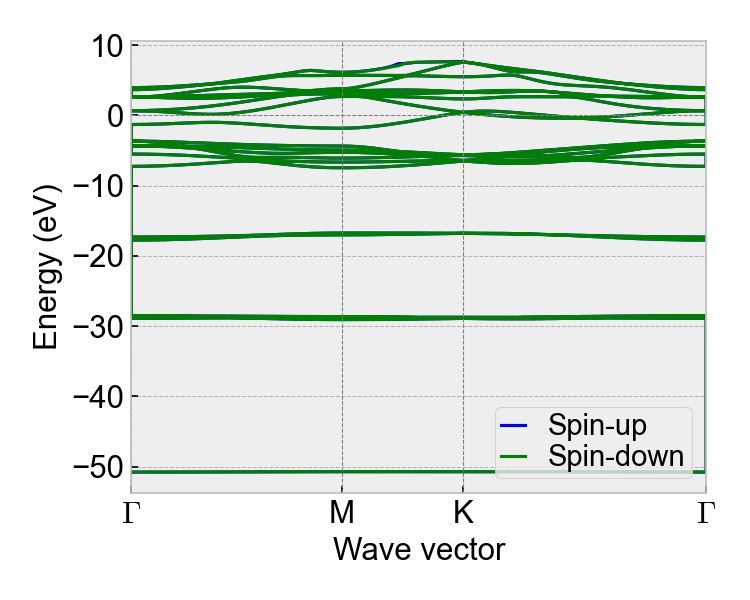 10
0
−10
−20
−30
−40
−50
Energy (eV)
Spin-up
Spin-down
Γ M K Γ
Wave vector